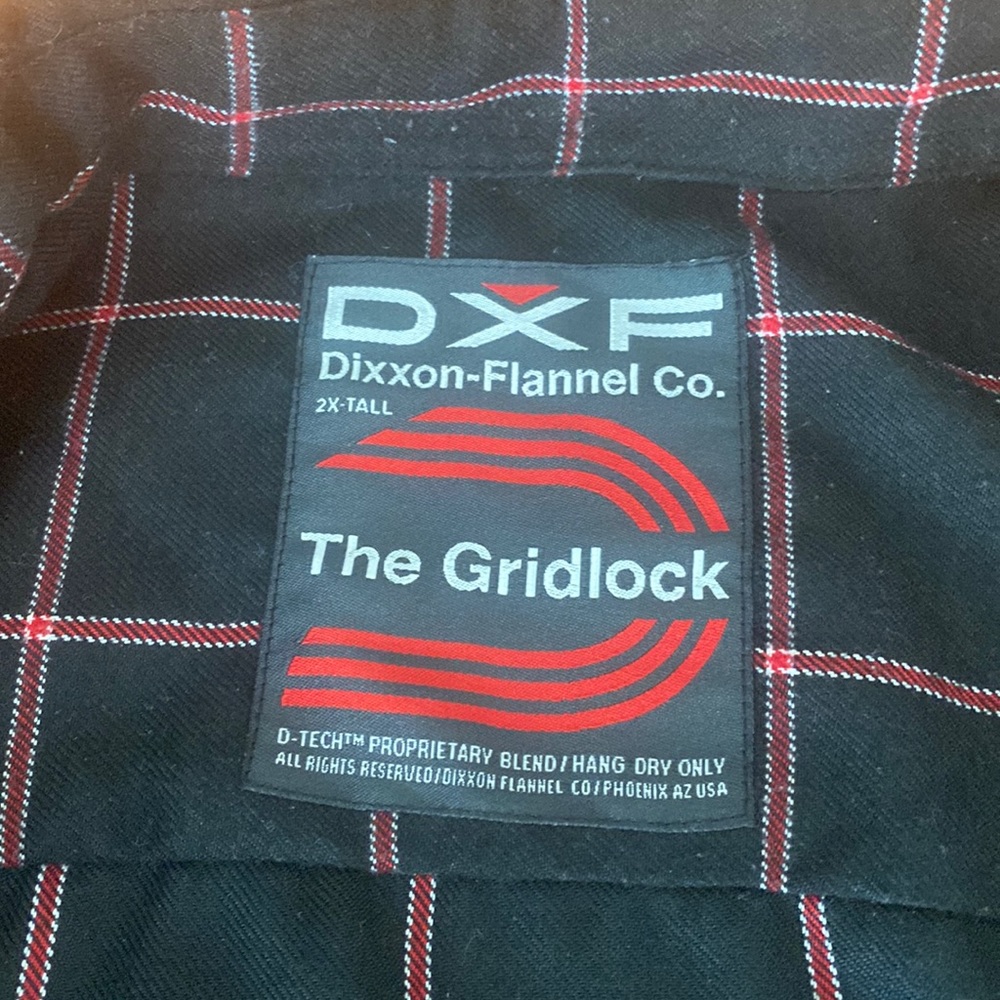 DXF
Dixxon-Flannel Co.
2X-TALL
The Gridlock
D-TECH™ PROPRIETARY BLEND / HANG DRY ONLY
ALL RIGHTS RESERVED / DIXXON FLANNEL CO / PHOENIX AZ USA